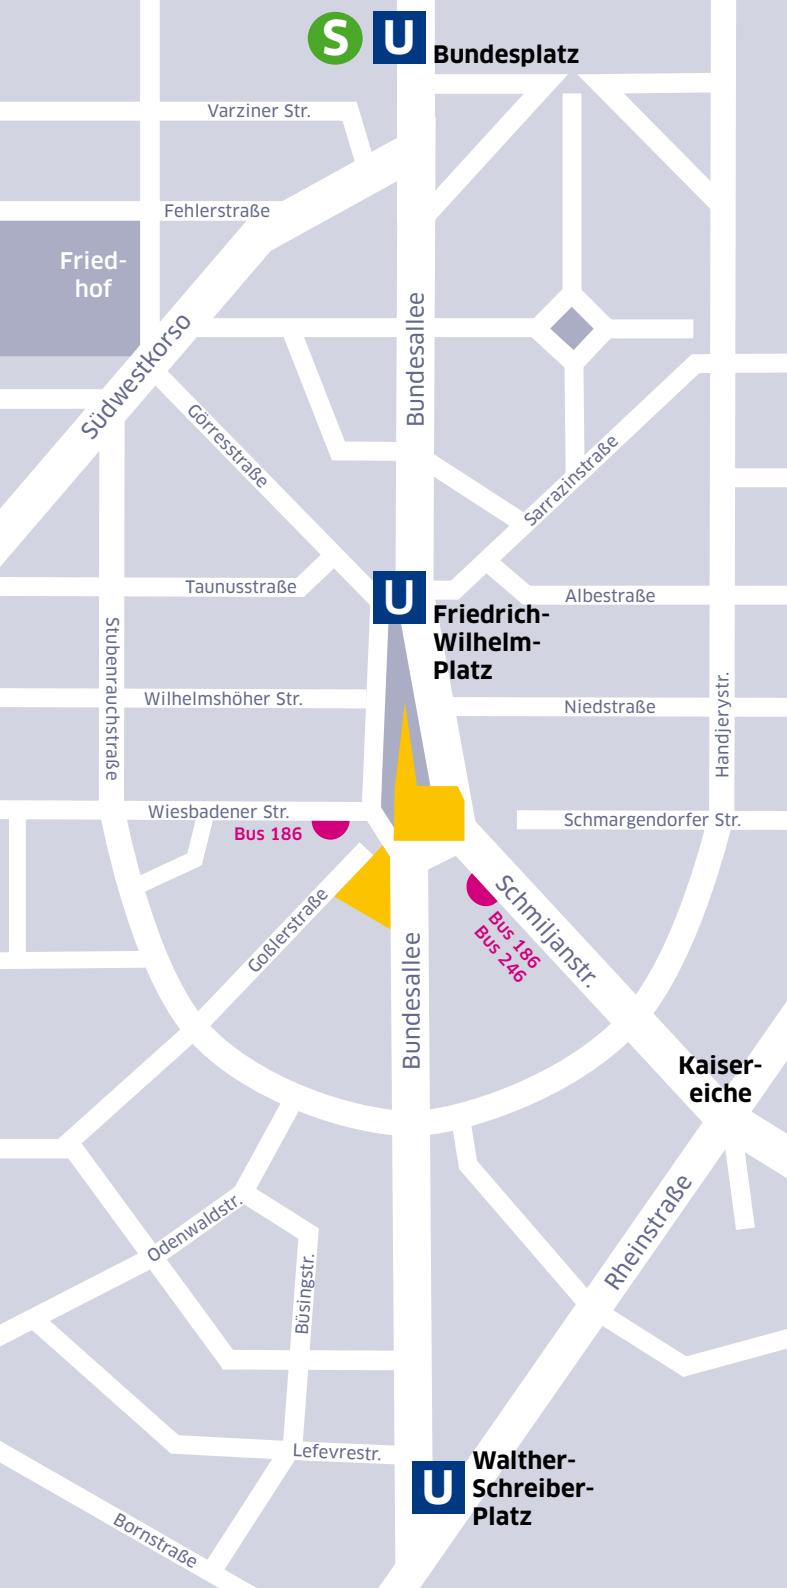 S
U
Bundesplatz
Varziner Str.
Fehlerstraße
Fried-
hof
Südwestkorso
Bundesallee
Görresstraße
Sarrazinstraße
Taunusstraße
U
Albestraße
Friedrich-
Wilhelm-
Platz
Stubenrauchstraße
Wilhelmshöher Str.
Niedstraße
Handjerystr.
Wiesbadener Str.
Bus 186
Schmargendorfer Str.
Goßlerstraße
Schmiljanstr.
Bus 186
Bus 246
Bundesallee
Kaiser-
eiche
Odenwaldstr.
Rheinstraße
Büsingstr.
Lefevrestr.
U
Walther-
Schreiber-
Platz
Bornstraße